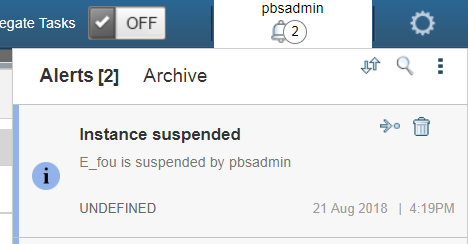 egate Tasks
OFF
pbsadmin
2
Alerts [2]
Archive
Instance suspended
E_fou is suspended by pbsadmin
UNDEFINED
21 Aug 2018 | 4:19PM